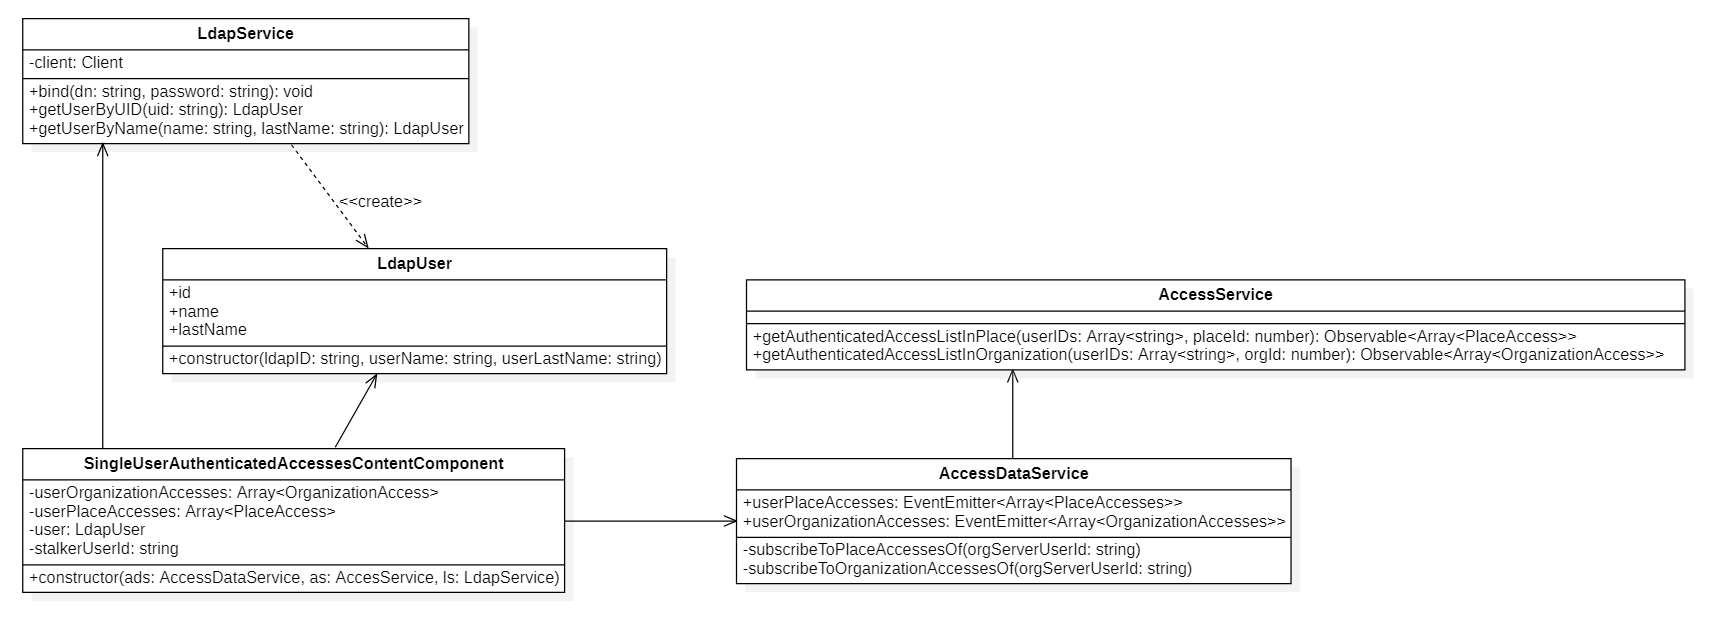 LdapService
-client: Client
+bind(dn: string, password: string): void
+getUserByUID(uid: string): LdapUser
+getUserByName(name: string, lastName: string): LdapUser
<<create>>
LdapUser
+id
+name
+lastName
+constructor(ldapID: string, userName: string, userLastName: string)
AccessService
+getAuthenticatedAccessListInPlace(userIDs: Array<string>, placeId: number): Observable<Array<PlaceAccess>>
+getAuthenticatedAccessListInOrganization(userIDs: Array<string>, orgId: number): Observable<Array<OrganizationAccess>>
SingleUserAuthenticatedAccessesContentComponent
-userOrganizationAccesses: Array<OrganizationAccess>
-userPlaceAccesses: Array<PlaceAccess>
-user: LdapUser
-stalkerUserId: string
+constructor(ads: AccessDataService, as: AccesService, ls: LdapService)
AccessDataService
+userPlaceAccesses: EventEmitter<Array<PlaceAccesses>>
+userOrganizationAccesses: EventEmitter<Array<OrganizationAccesses>>
-subscribeToPlaceAccessesOf(orgServerUserId: string)
-subscribeToOrganizationAccessesOf(orgServerUserId: string)